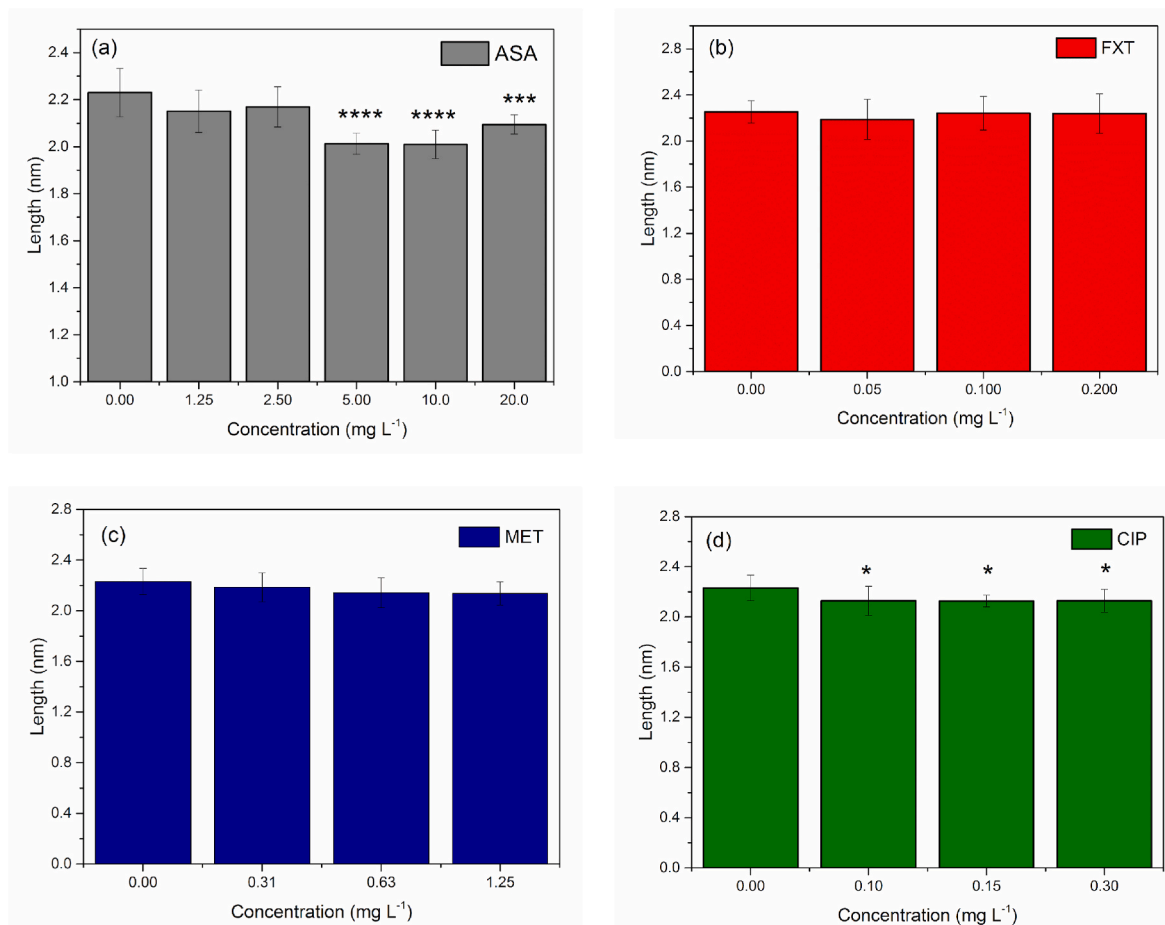 (a)
ASA
2.4
2.2
2.0
1.8
1.6
1.4
1.2
1.0
Length (nm)
**** **** ***
0.00 1.25 2.50 5.00 10.0 20.0
Concentration (mg L⁻¹)
(b)
FXT
2.8
2.4
2.0
1.6
1.2
0.8
0.4
0.0
Length (nm)
0.00 0.05 0.100 0.200
Concentration (mg L⁻¹)
(c)
MET
2.8
2.4
2.0
1.6
1.2
0.8
0.4
0.0
Length (nm)
0.00 0.31 0.63 1.25
Concentration (mg L⁻¹)
(d)
CIP
2.8
2.4
2.0
1.6
1.2
0.8
0.4
0.0
Length (nm)
* * *
0.00 0.10 0.15 0.30
Concentration (mg L⁻¹)